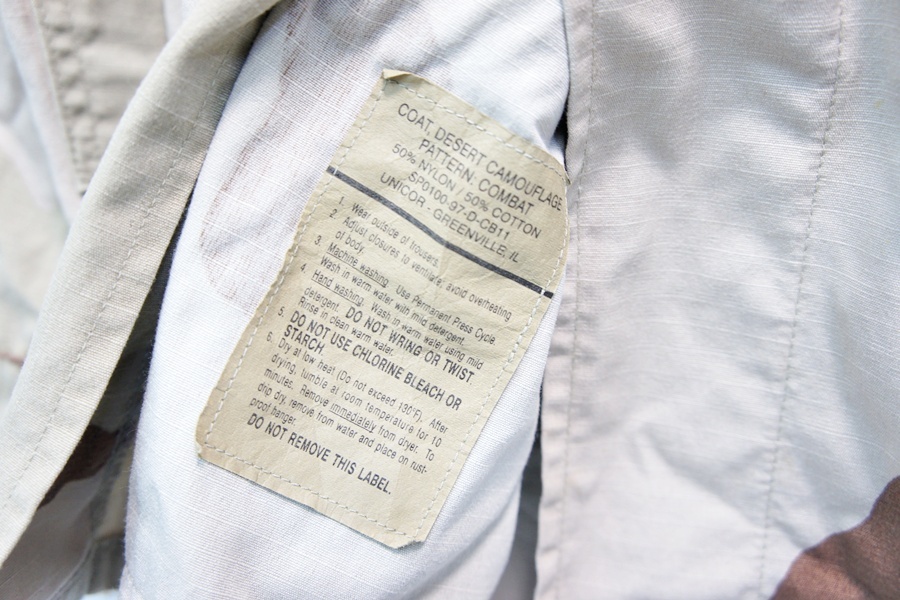 COAT, DESERT CAMOUFLAGE
PATTERN: COMBAT
50% NYLON / 50% COTTON
SP0100-97-D-CB11
UNICOR - GREENVILLE, IL
1. Wear outside of trousers.
2. Adjust closures to ventilate, avoid overheating
of body.
3. Machine washing. Use Permanent Press Cycle.
Wash in warm water with mild detergent.
4. Hand washing. Wash in warm water using mild
detergent. DO NOT WRING OR TWIST.
Rinse in clean warm water.
5. DO NOT USE CHLORINE BLEACH OR
STARCH.
6. Dry at low heat (Do not exceed 130°F). After
drying, tumble at room temperature for 10
minutes. Remove immediately from dryer. To
drip dry, remove from water and place on rust-
proof hanger.
DO NOT REMOVE THIS LABEL.